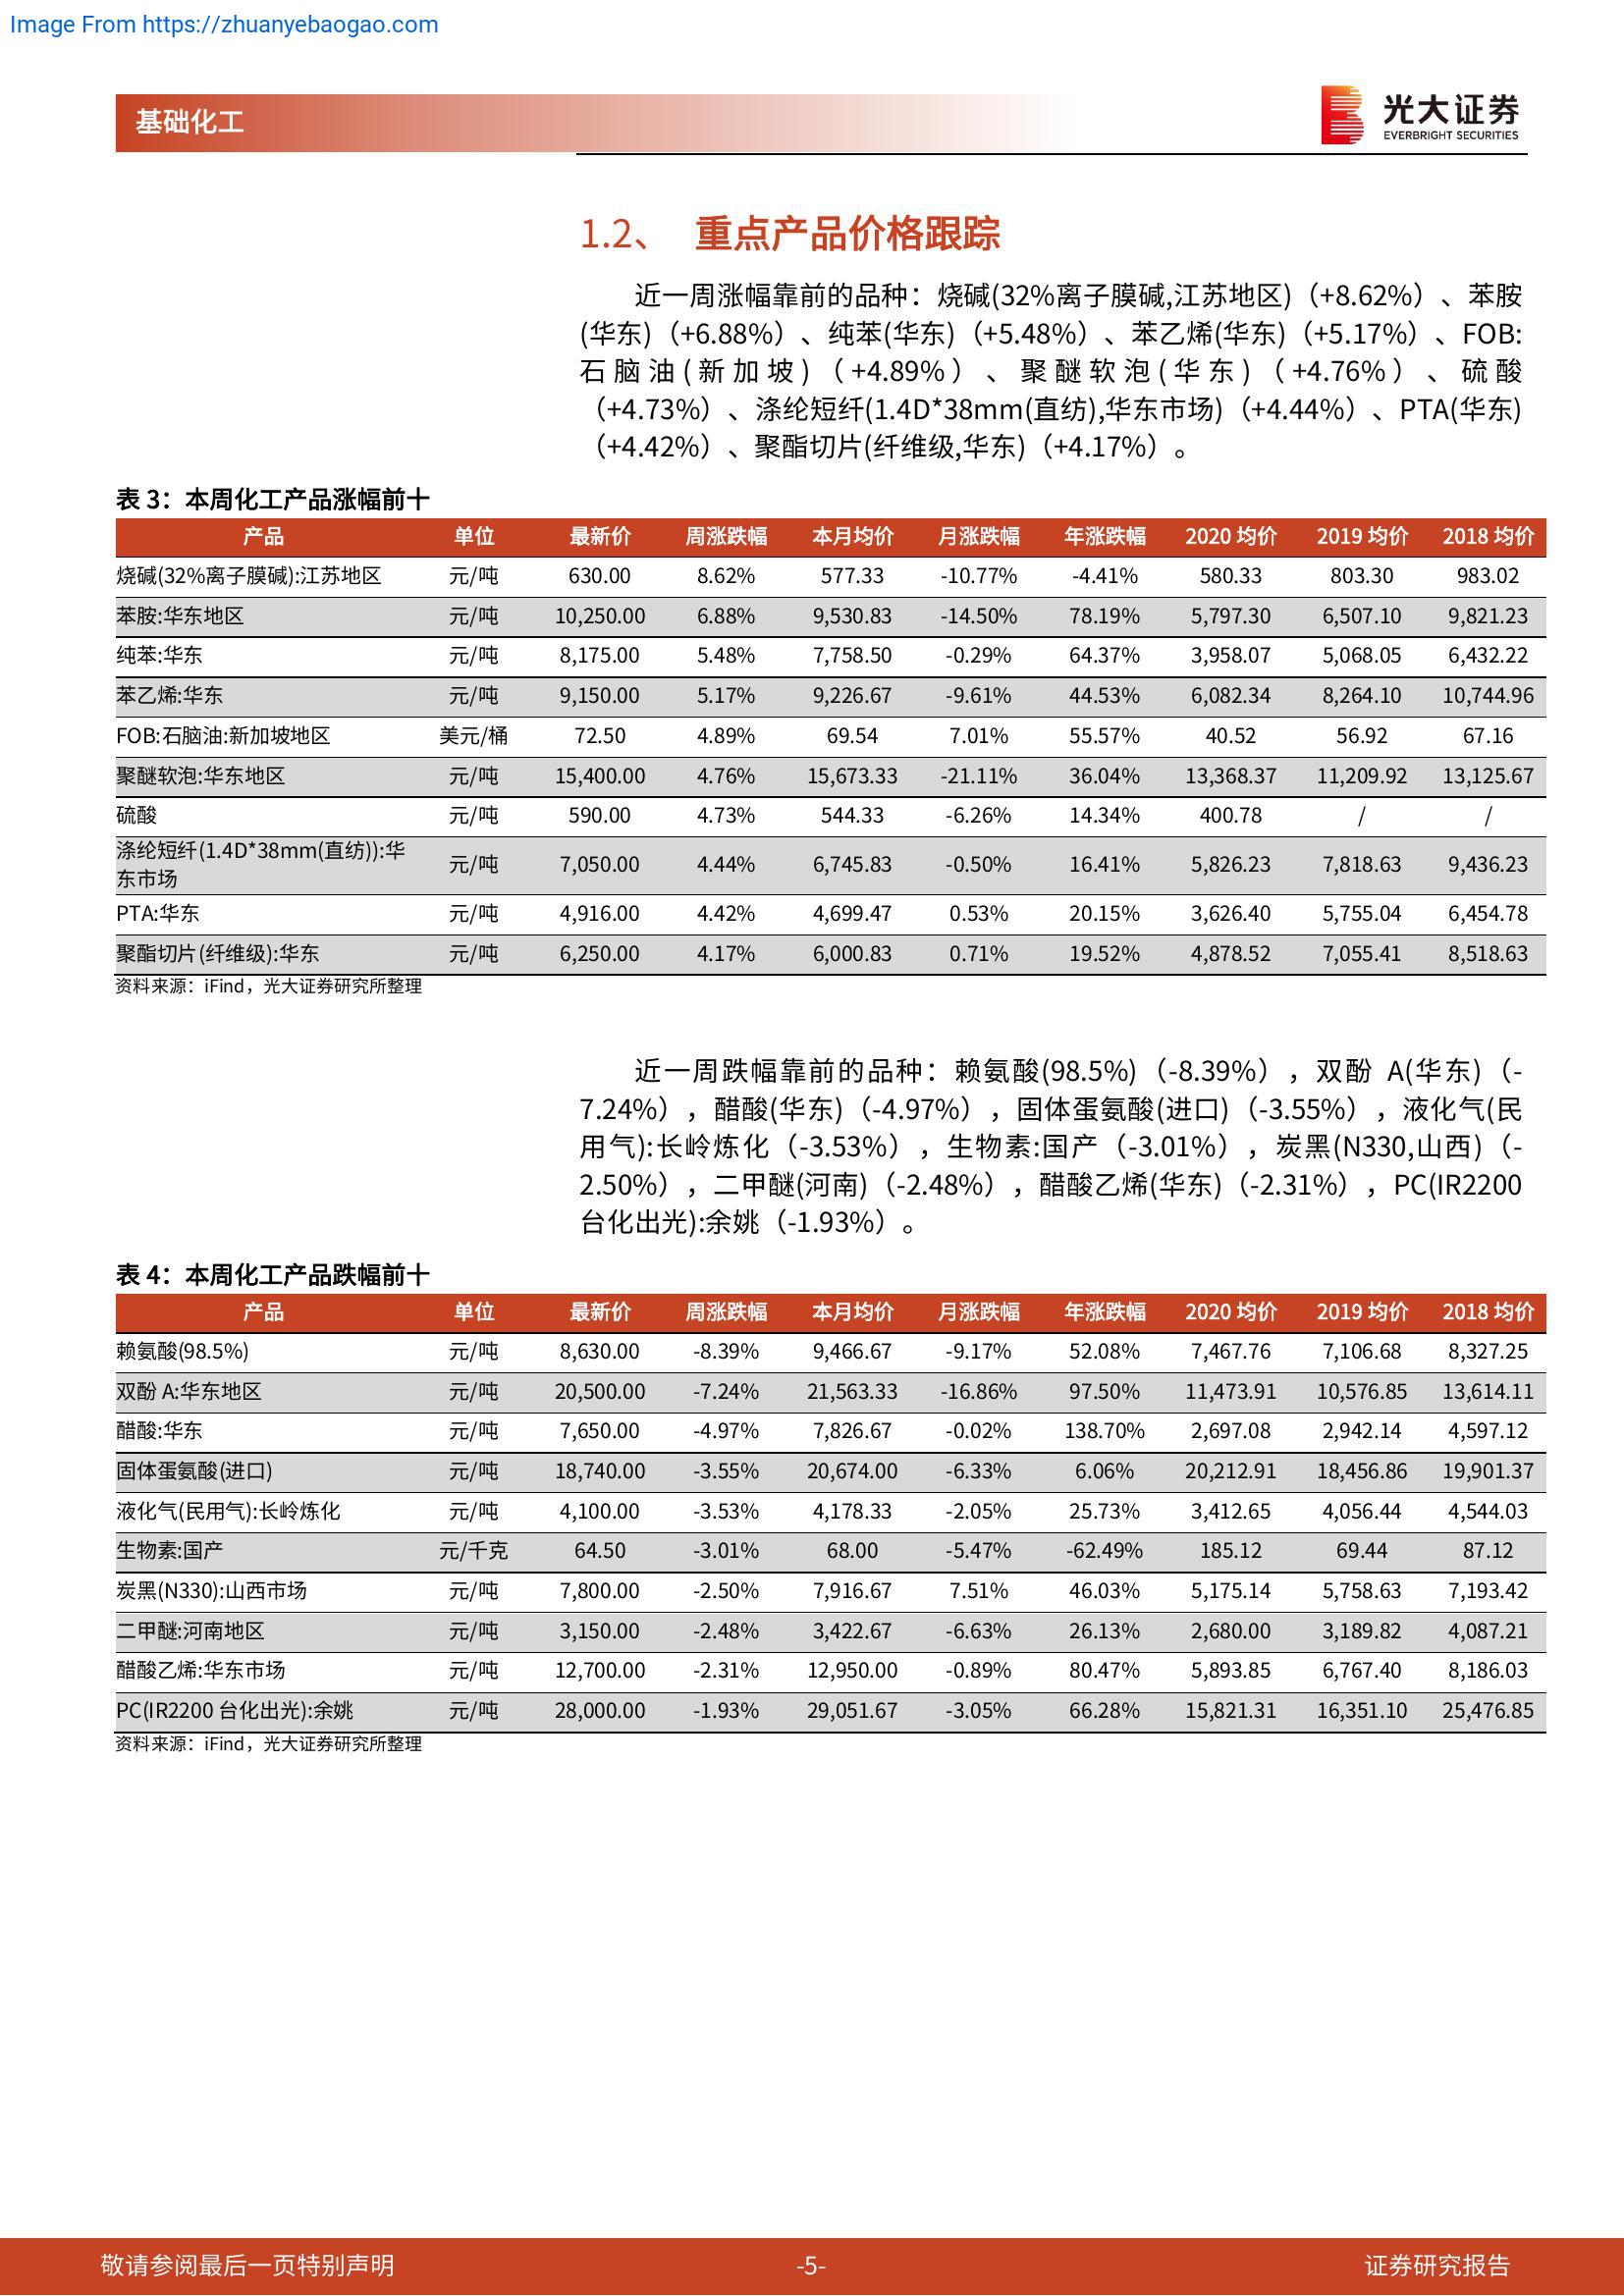 Image From https://zhuanyebaogao.com
基础化工
光大证券
EVERBRIGHT SECURITIES
1.2、 重点产品价格跟踪
近一周涨幅靠前的品种：烧碱(32%离子膜碱,江苏地区)（+8.62%）、苯胺
(华东)（+6.88%）、纯苯(华东)（+5.48%）、苯乙烯(华东)（+5.17%）、FOB:
石脑油(新加坡)（+4.89%）、聚醚软泡(华东)（+4.76%）、硫酸
（+4.73%）、涤纶短纤(1.4D*38mm(直纺),华东市场)（+4.44%）、PTA(华东)
（+4.42%）、聚酯切片(纤维级,华东)（+4.17%）。
表 3：本周化工产品涨幅前十
产品 单位 最新价 周涨跌幅 本月均价 月涨跌幅 年涨跌幅 2020 均价 2019 均价 2018 均价
烧碱(32%离子膜碱):江苏地区 元/吨 630.00 8.62% 577.33 -10.77% -4.41% 580.33 803.30 983.02
苯胺:华东地区 元/吨 10,250.00 6.88% 9,530.83 -14.50% 78.19% 5,797.30 6,507.10 9,821.23
纯苯:华东 元/吨 8,175.00 5.48% 7,758.50 -0.29% 64.37% 3,958.07 5,068.05 6,432.22
苯乙烯:华东 元/吨 9,150.00 5.17% 9,226.67 -9.61% 44.53% 6,082.34 8,264.10 10,744.96
FOB:石脑油:新加坡地区 美元/桶 72.50 4.89% 69.54 7.01% 55.57% 40.52 56.92 67.16
聚醚软泡:华东地区 元/吨 15,400.00 4.76% 15,673.33 -21.11% 36.04% 13,368.37 11,209.92 13,125.67
硫酸 元/吨 590.00 4.73% 544.33 -6.26% 14.34% 400.78 / /
涤纶短纤(1.4D*38mm(直纺)):华
东市场 元/吨 7,050.00 4.44% 6,745.83 -0.50% 16.41% 5,826.23 7,818.63 9,436.23
PTA:华东 元/吨 4,916.00 4.42% 4,699.47 0.53% 20.15% 3,626.40 5,755.04 6,454.78
聚酯切片(纤维级):华东 元/吨 6,250.00 4.17% 6,000.83 0.71% 19.52% 4,878.52 7,055.41 8,518.63
资料来源：iFind，光大证券研究所整理
近一周跌幅靠前的品种：赖氨酸(98.5%)（-8.39%），双酚 A(华东)（-
7.24%），醋酸(华东)（-4.97%），固体蛋氨酸(进口)（-3.55%），液化气(民
用气):长岭炼化（-3.53%），生物素:国产（-3.01%），炭黑(N330,山西)（-
2.50%），二甲醚(河南)（-2.48%），醋酸乙烯(华东)（-2.31%），PC(IR2200
台化出光):余姚（-1.93%）。
表 4：本周化工产品跌幅前十
产品 单位 最新价 周涨跌幅 本月均价 月涨跌幅 年涨跌幅 2020 均价 2019 均价 2018 均价
赖氨酸(98.5%) 元/吨 8,630.00 -8.39% 9,466.67 -9.17% 52.08% 7,467.76 7,106.68 8,327.25
双酚 A:华东地区 元/吨 20,500.00 -7.24% 21,563.33 -16.86% 97.50% 11,473.91 10,576.85 13,614.11
醋酸:华东 元/吨 7,650.00 -4.97% 7,826.67 -0.02% 138.70% 2,697.08 2,942.14 4,597.12
固体蛋氨酸(进口) 元/吨 18,740.00 -3.55% 20,674.00 -6.33% 6.06% 20,212.91 18,456.86 19,901.37
液化气(民用气):长岭炼化 元/吨 4,100.00 -3.53% 4,178.33 -2.05% 25.73% 3,412.65 4,056.44 4,544.03
生物素:国产 元/千克 64.50 -3.01% 68.00 -5.47% -62.49% 185.12 69.44 87.12
炭黑(N330):山西市场 元/吨 7,800.00 -2.50% 7,916.67 7.51% 46.03% 5,175.14 5,758.63 7,193.42
二甲醚:河南地区 元/吨 3,150.00 -2.48% 3,422.67 -6.63% 26.13% 2,680.00 3,189.82 4,087.21
醋酸乙烯:华东市场 元/吨 12,700.00 -2.31% 12,950.00 -0.89% 80.47% 5,893.85 6,767.40 8,186.03
PC(IR2200 台化出光):余姚 元/吨 28,000.00 -1.93% 29,051.67 -3.05% 66.28% 15,821.31 16,351.10 25,476.85
资料来源：iFind，光大证券研究所整理
敬请参阅最后一页特别声明 -5- 证券研究报告